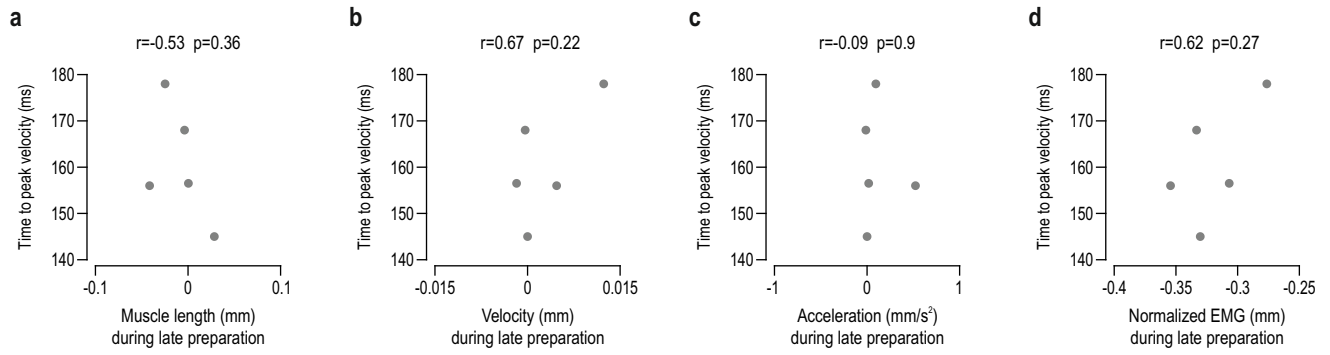 a
r=-0.53 p=0.36
Time to peak velocity (ms)
180
170
160
150
140
-0.1
0
0.1
Muscle length (mm)
during late preparation
b
r=0.67 p=0.22
Time to peak velocity (ms)
180
170
160
150
140
-0.015
0
0.015
Velocity (mm)
during late preparation
c
r=-0.09 p=0.9
Time to peak velocity (ms)
180
170
160
150
140
-1
0
1
Acceleration (mm/s²)
during late preparation
d
r=0.62 p=0.27
Time to peak velocity (ms)
180
170
160
150
140
-0.4
-0.35
-0.3
-0.25
Normalized EMG (mm)
during late preparation